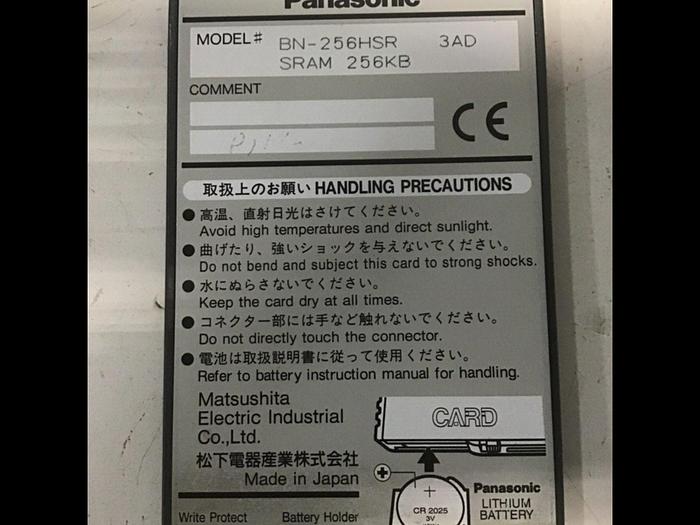 Panasonic
MODEL# BN-256HSR 3AD
SRAM 256KB
COMMENT
CE
取扱上のお願い HANDLING PRECAUTIONS
● 高温、直射日光はさけてください。
Avoid high temperatures and direct sunlight.
● 曲げたり、強いショックを与えないでください。
Do not bend and subject this card to strong shocks.
● 水にぬらさないでください。
Keep the card dry at all times.
● コネクター部には手など触れないでください。
Do not directly touch the connector.
● 電池は取扱説明書に従って使用ください。
Refer to battery instruction manual for handling.
Matsushita
Electric Industrial
Co.,Ltd.
松下電器産業株式会社
Made in Japan
CARD
+
+
CR 2025
3V
Panasonic
LITHIUM
BATTERY
Write Protect Battery Holder